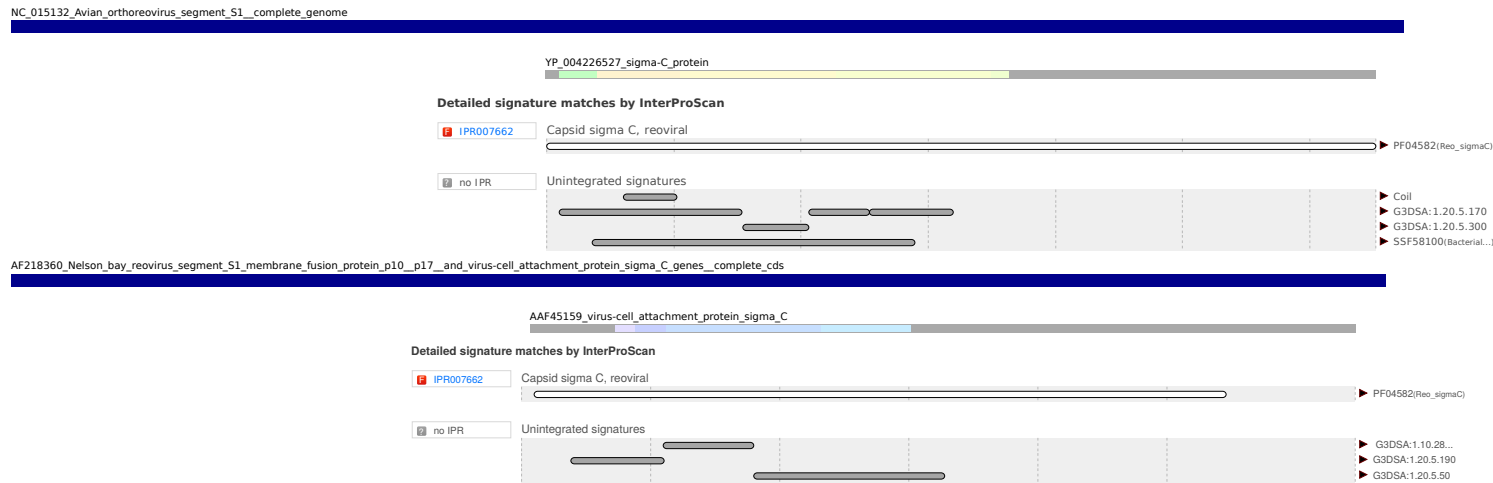 NC_015132_Avian_orthoreovirus_segment_S1__complete_genome
YP_004226527_sigma-C_protein
Detailed signature matches by InterProScan
F IPR007662 Capsid sigma C, reoviral
PF04582(Reo_sigmaC)
? no IPR Unintegrated signatures
Coil
G3DSA:1.20.5.170
G3DSA:1.20.5.300
SSF58100(Bacterial...)
AF218360_Nelson_bay_reovirus_segment_S1_membrane_fusion_protein_p10__p17__and_virus-cell_attachment_protein_sigma_C_genes__complete_cds
AAF45159_virus-cell_attachment_protein_sigma_C
Detailed signature matches by InterProScan
F IPR007662 Capsid sigma C, reoviral
PF04582(Reo_sigmaC)
? no IPR Unintegrated signatures
G3DSA:1.10.28...
G3DSA:1.20.5.190
G3DSA:1.20.5.50